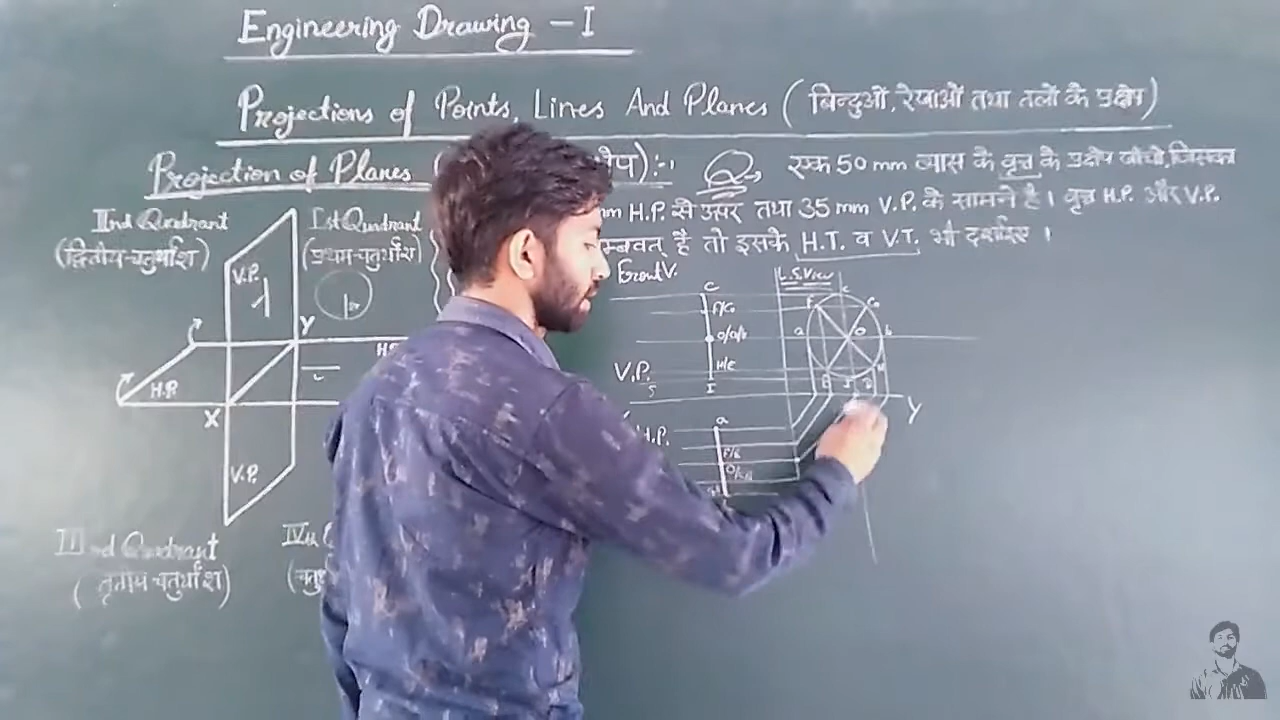 Engineering Drawing - I
Projections of Points, Lines And Planes ( बिन्दुओं, रेखाओं तथा तलों के प्रक्षेप )
Projection of Planes ( ेप):-
Q एक 50 mm व्यास के वृत्त के प्रक्षेप खींचो, जिसका
mm H.P. से ऊपर तथा 35 mm V.P. के सामने है। वृत्त H.P. और V.P.
म्बवत् है तो इसके H.T. व V.T. भी दर्शाइए ।
IInd Quadrant
(द्वितीय-चतुर्थांश)
Ist Quadrant
(प्रथम-चतुर्थांश)
V.P.
Y
H.P.
X
V.P.
IIIrd Quadrant
(तृतीय-चतुर्थांश)
IVth
(चतु
Front V.
C
F/G
H/E
V.P.
H.P.
a
L.S.View
Y